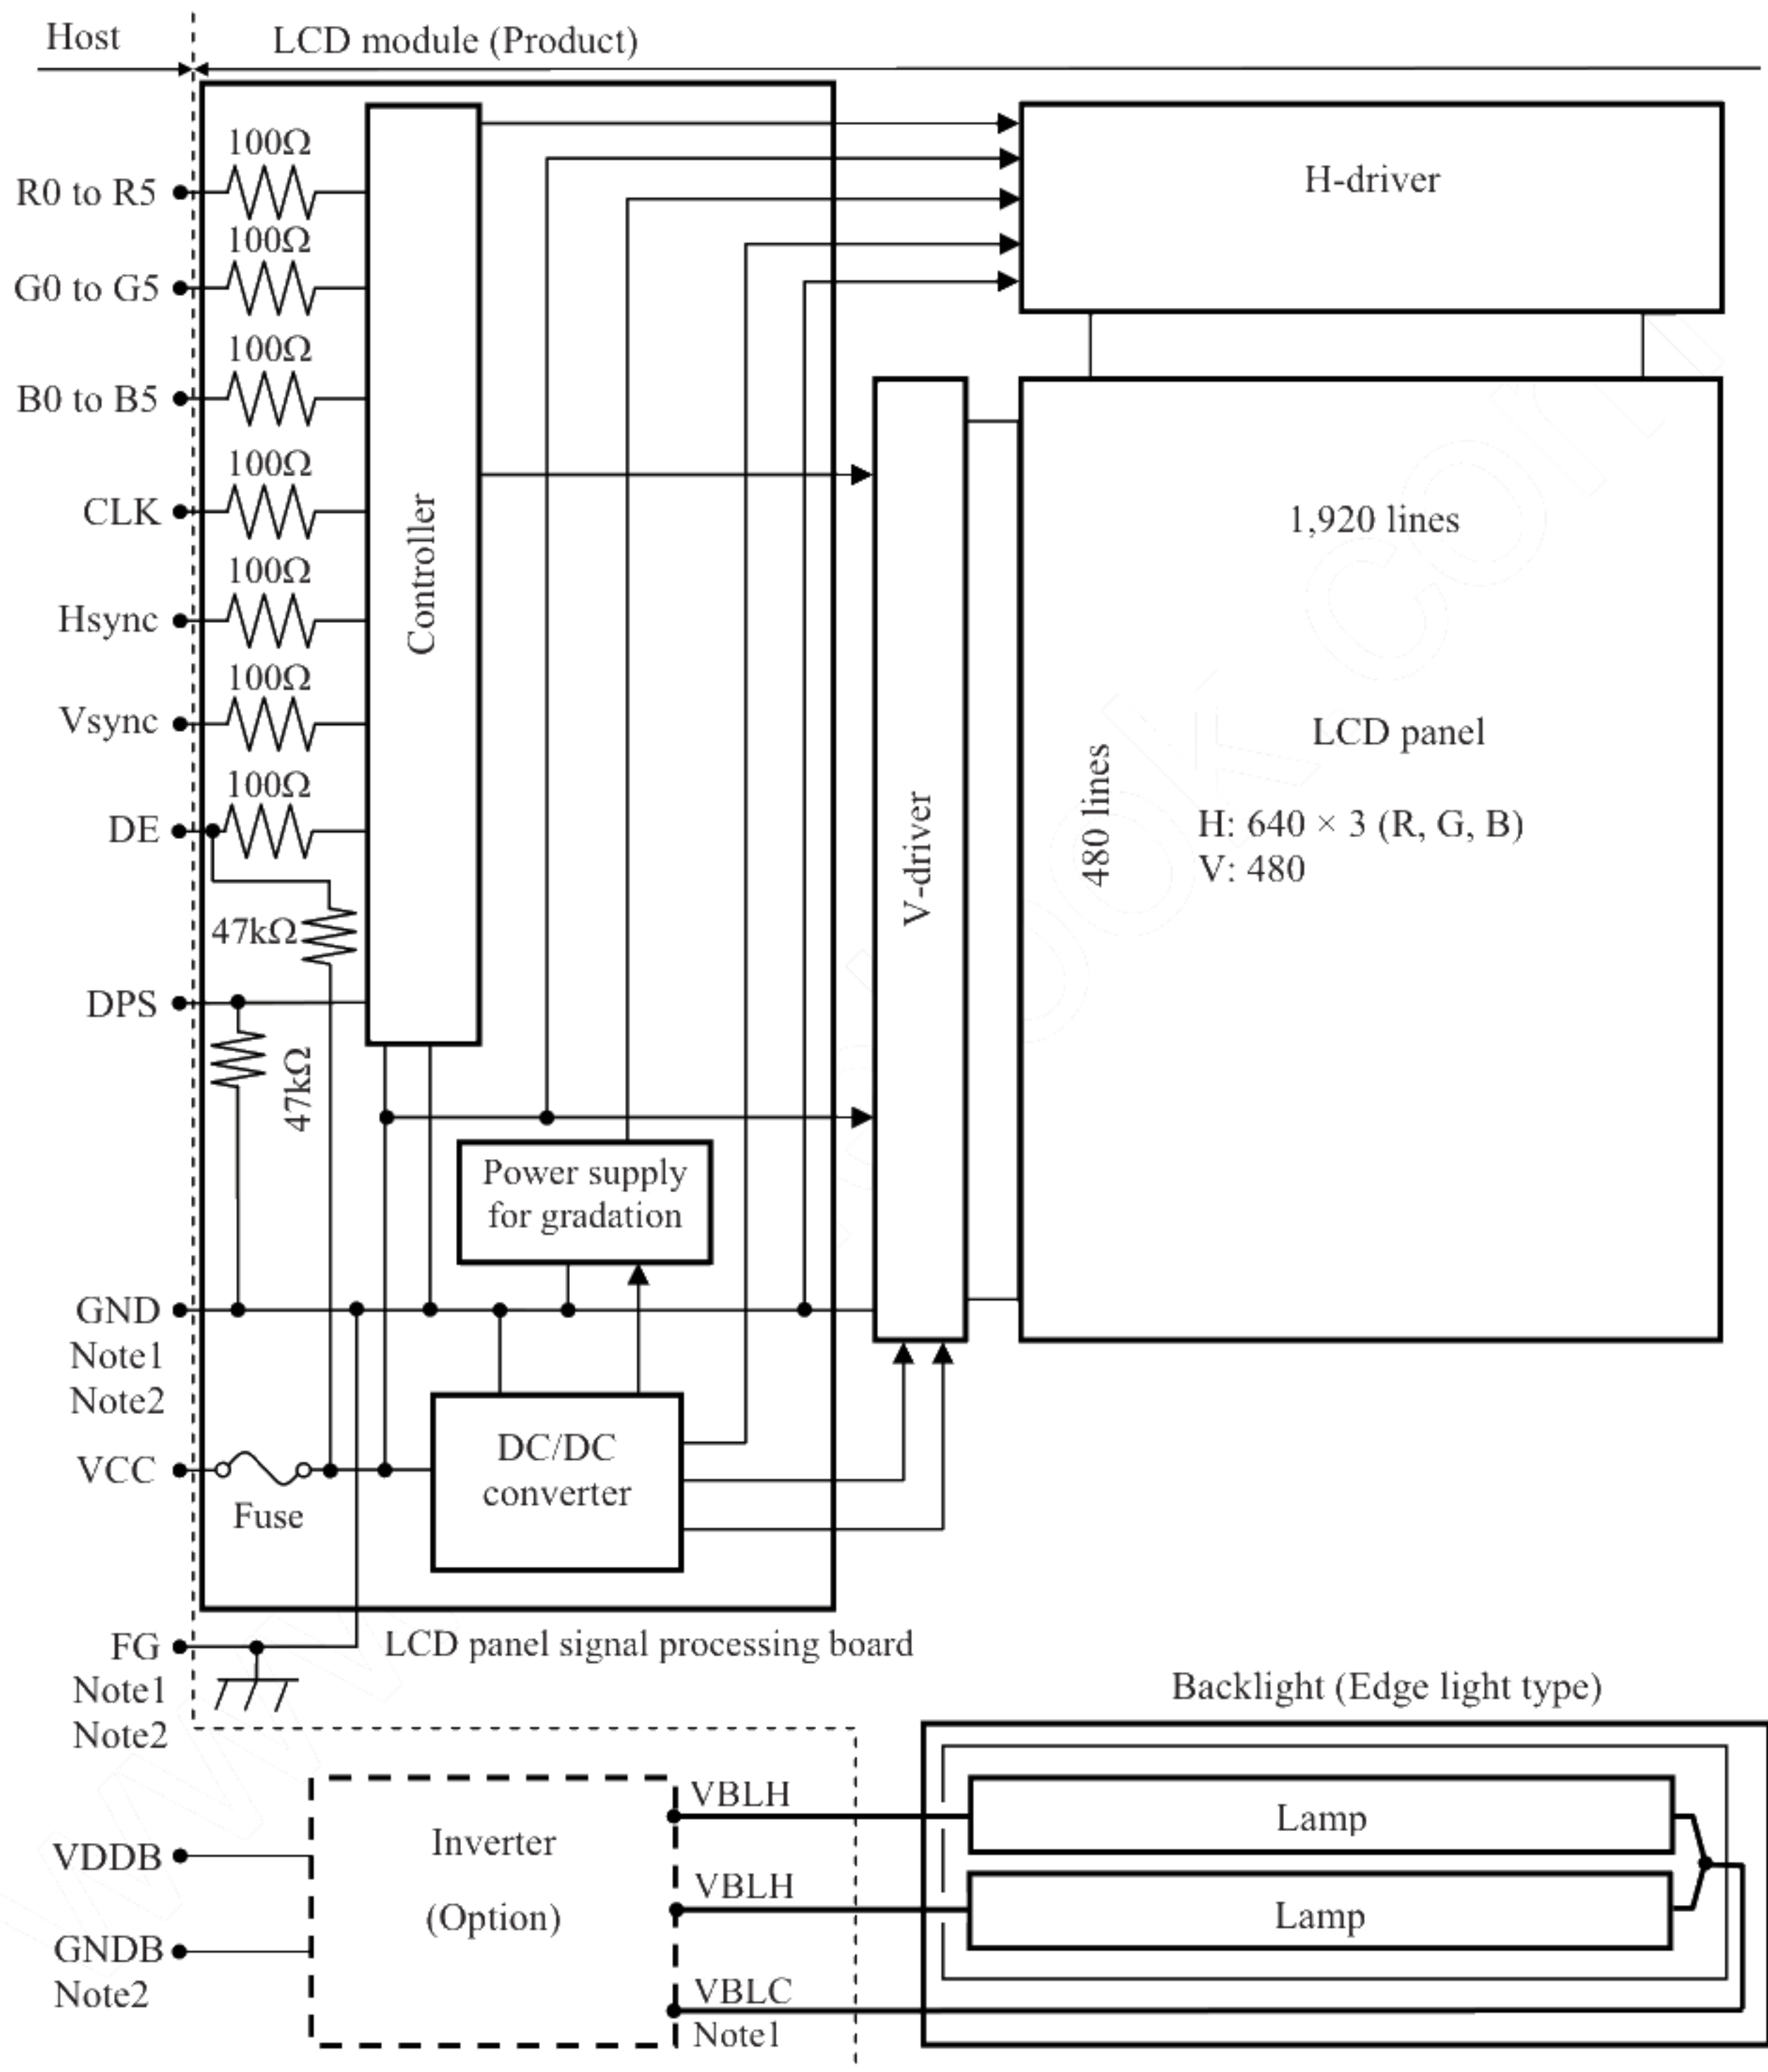 Host
LCD module (Product)
100Ω
R0 to R5
100Ω
G0 to G5
100Ω
B0 to B5
100Ω
CLK
100Ω
Hsync
100Ω
Vsync
100Ω
DE
47kΩ
DPS
47kΩ
Controller
H-driver
V-driver
1,920 lines
480 lines
LCD panel
H: 640 × 3 (R, G, B)
V: 480
Power supply
for gradation
GND
Note1
Note2
DC/DC
converter
VCC
Fuse
FG
Note1
Note2
LCD panel signal processing board
Backlight (Edge light type)
VDDB
GNDB
Note2
Inverter
(Option)
VBLH
VBLH
VBLC
Note1
Lamp
Lamp